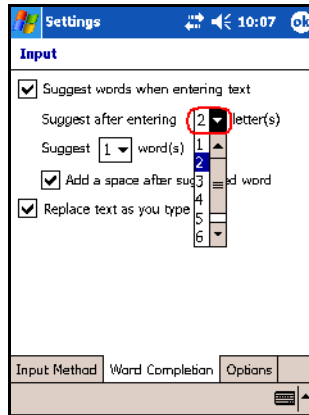 Settings 10:07 ok
Input
Suggest words when entering text
Suggest after entering 2 letter(s)
Suggest 1 word(s)
1
2
Add a space after word
3
4
Replace text as you type
5
6
Input Method Word Completion Options